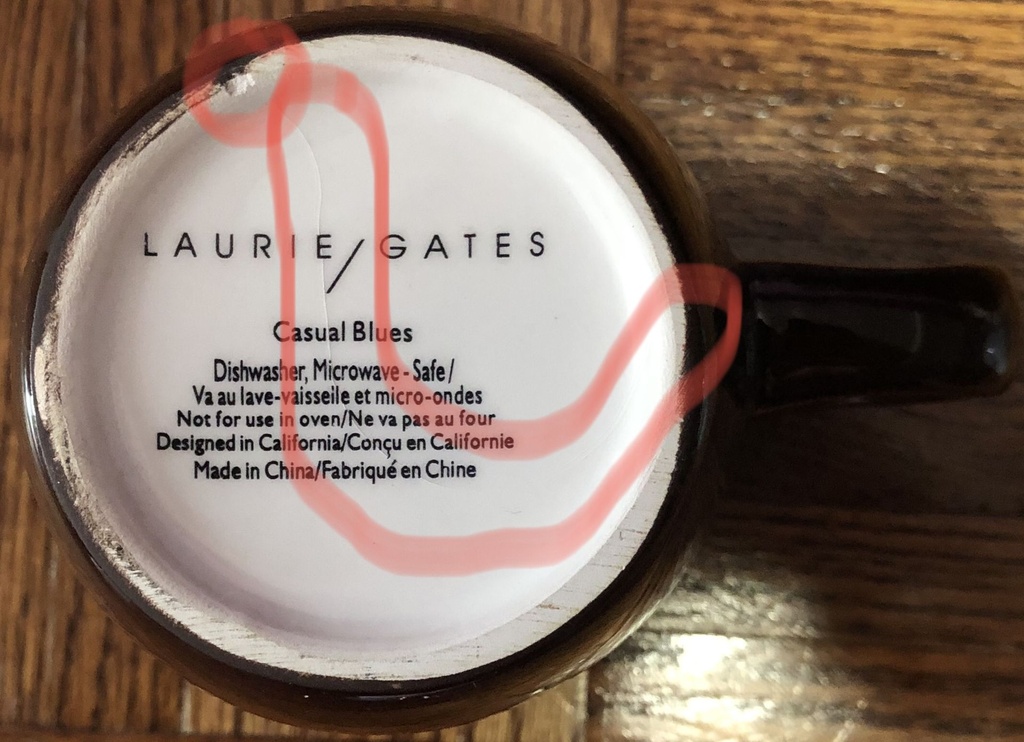 LAURIE/GATES
Casual Blues
Dishwasher, Microwave - Safe/
Va au lave-vaisseile et micro-ondes
Not for use in oven/Ne va pas au four
Designed in California/Conçu en Californie
Made in China/Fabriqué en Chine